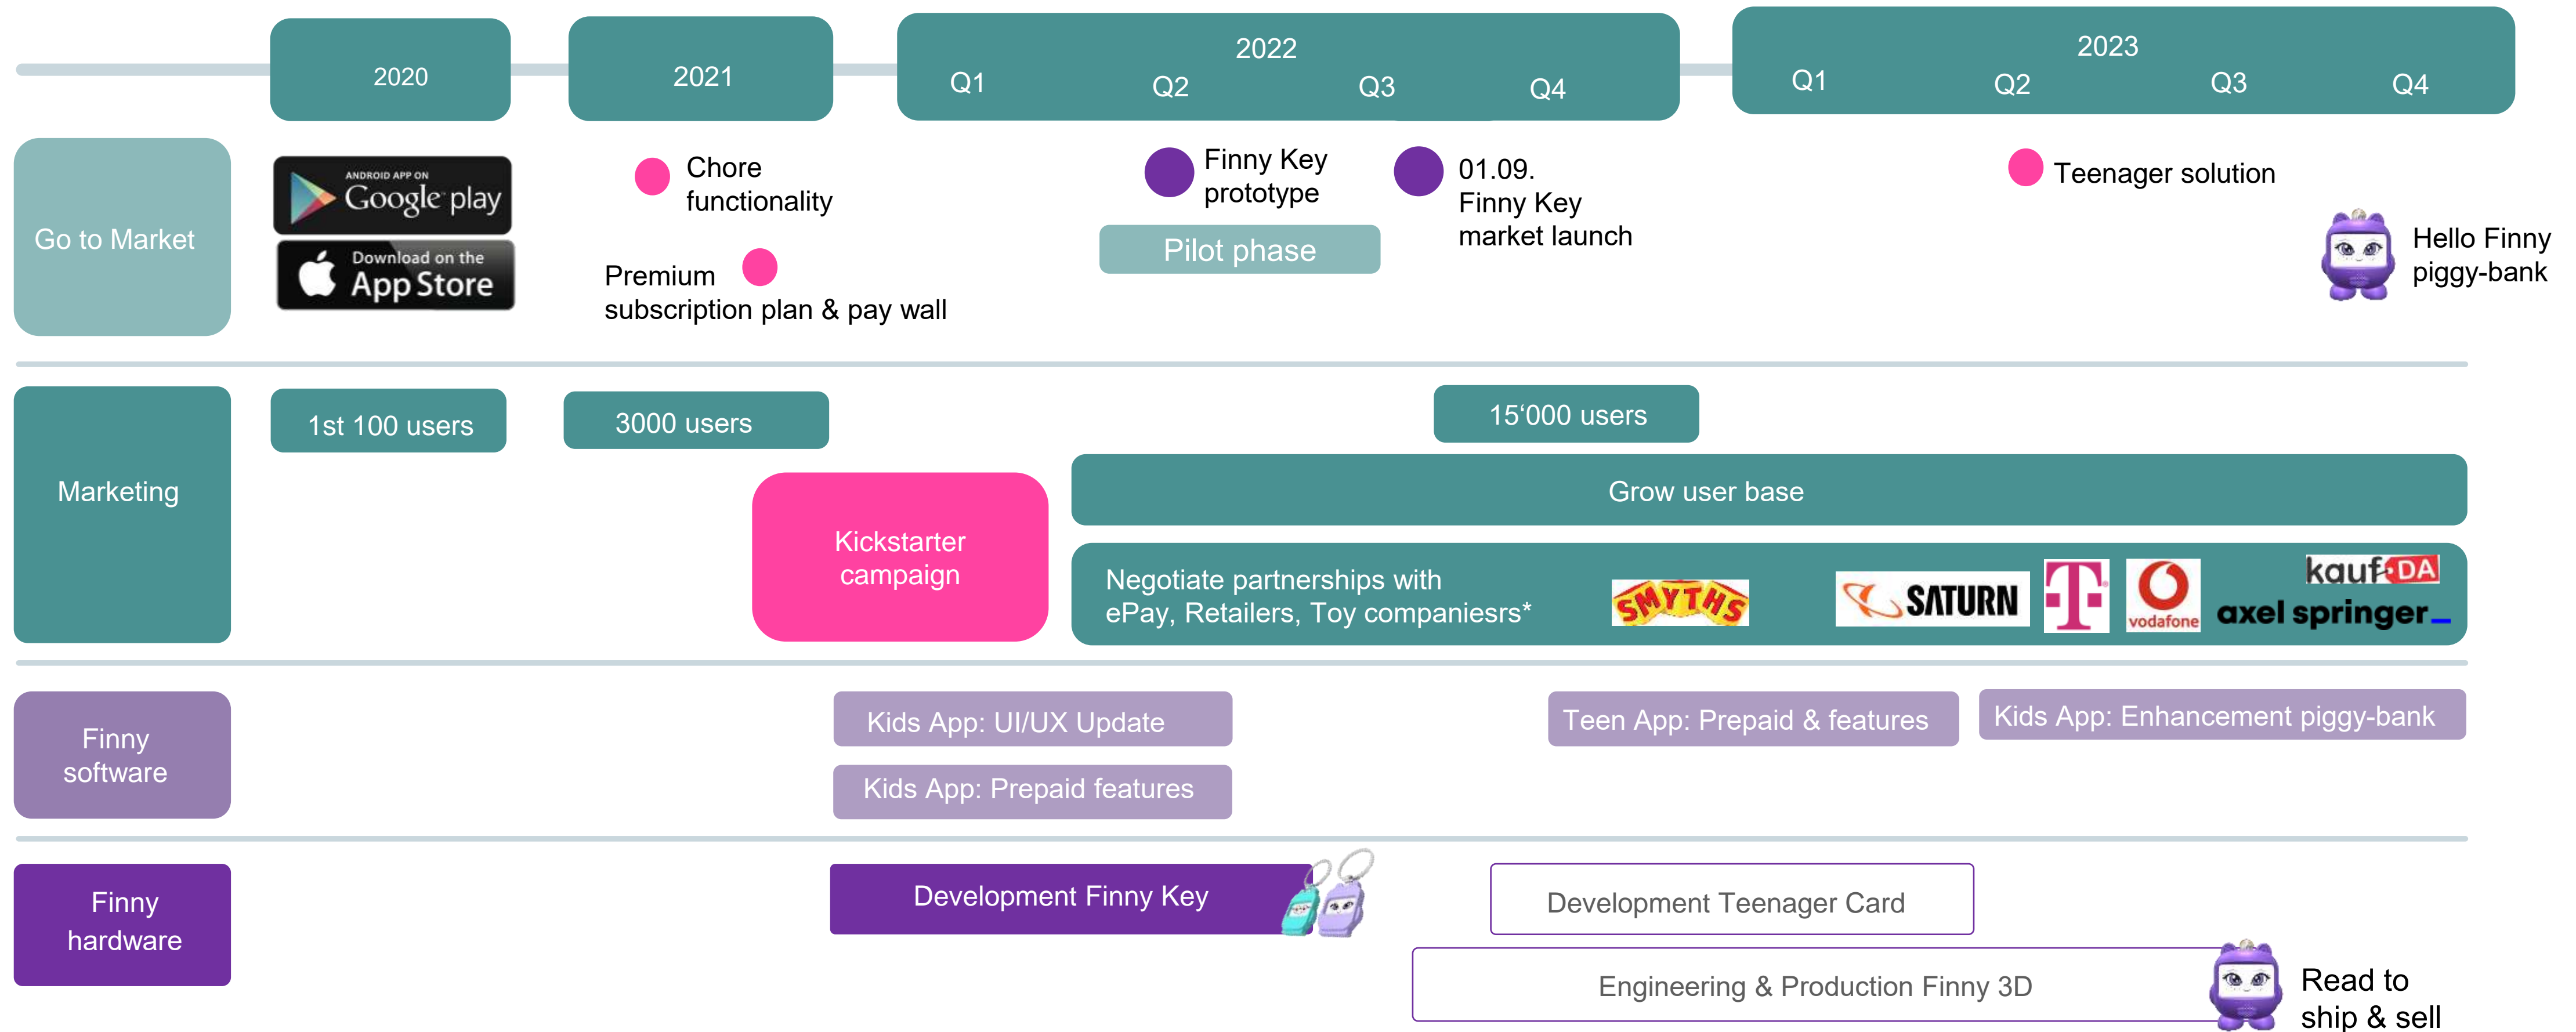 2020
2021
2022
Q1
Q2
Q3
Q4
2023
Q1
Q2
Q3
Q4
Go to Market
ANDROID APP ON
Google play
Download on the
App Store
Chore
functionality
Premium
subscription plan & pay wall
Finny Key
prototype
Pilot phase
01.09.
Finny Key
market launch
Teenager solution
Hello Finny
piggy-bank
Marketing
1st 100 users
3000 users
15‘000 users
Kickstarter
campaign
Grow user base
Negotiate partnerships with
ePay, Retailers, Toy companiesrs*
SMYTHS
SATURN
T
vodafone
kaufDA
axel springer_
Finny
software
Kids App: UI/UX Update
Kids App: Prepaid features
Teen App: Prepaid & features
Kids App: Enhancement piggy-bank
Finny
hardware
Development Finny Key
Development Teenager Card
Engineering & Production Finny 3D
Read to
ship & sell